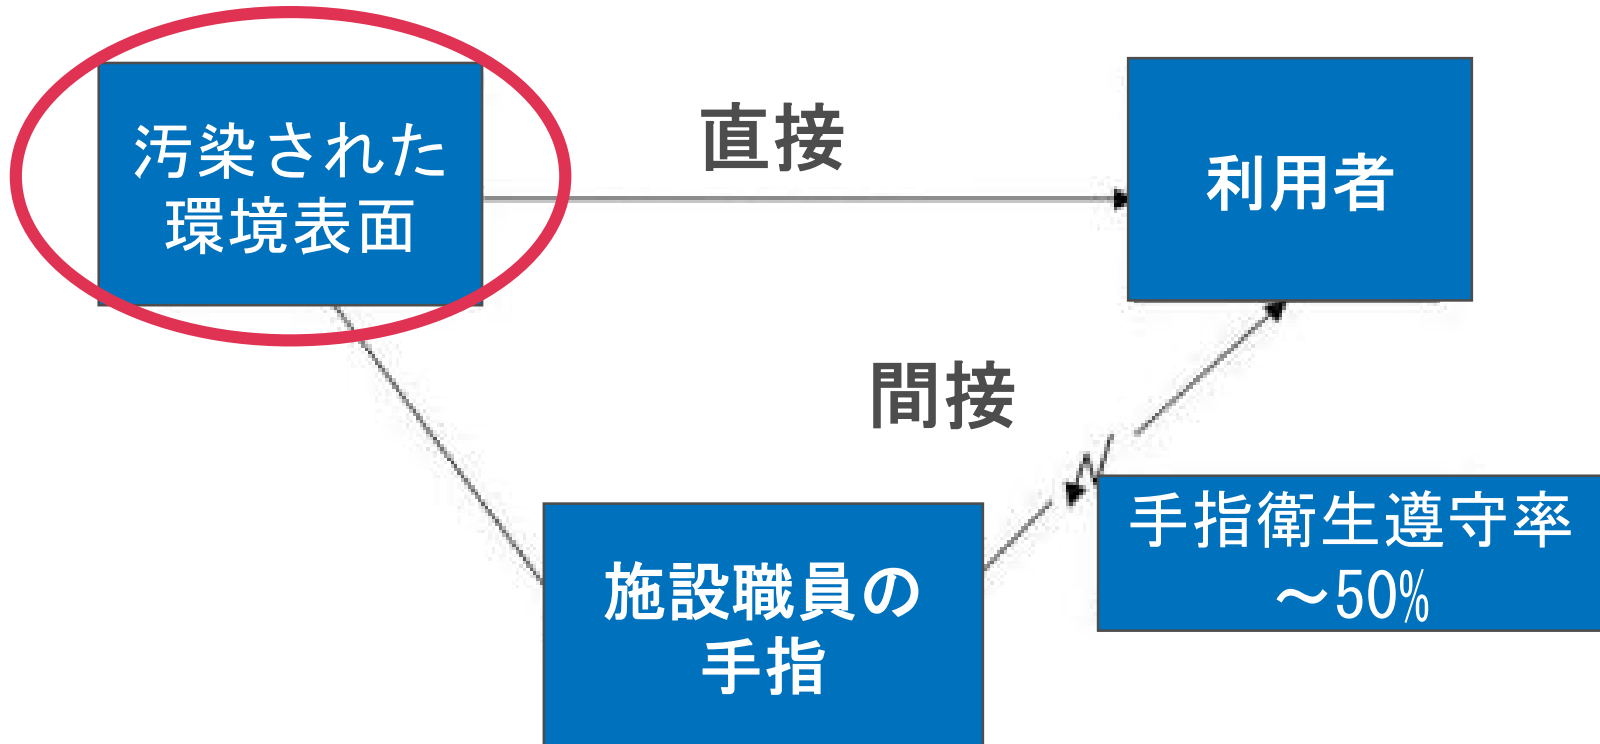 汚染された
環境表面
直接
利用者
間接
手指衛生遵守率
～50%
施設職員の
手指